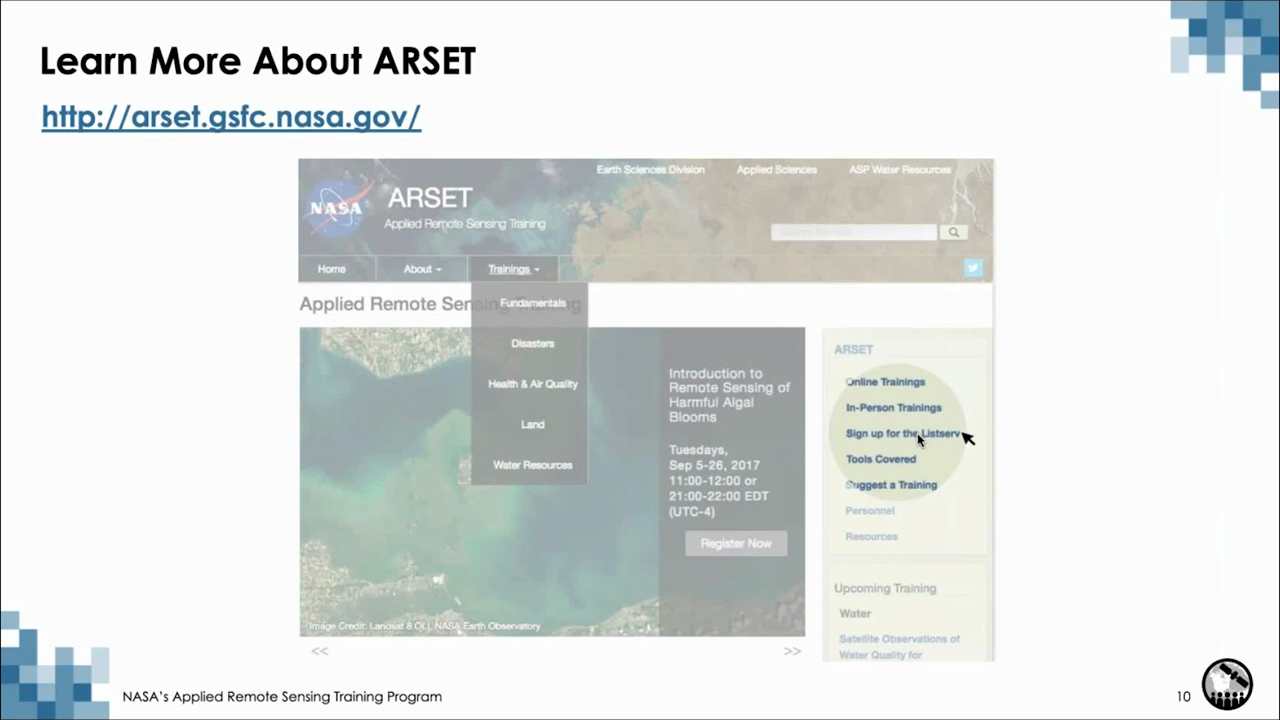 Learn More About ARSET
http://arset.gsfc.nasa.gov/
Earth Sciences Division
Applied Sciences
ASP Water Resources
NASA
ARSET
Applied Remote Sensing Training
Home
About
Trainings
Applied Remote Sensing Training
Fundamentals
Disasters
Health & Air Quality
Land
Water Resources
Introduction to
Remote Sensing of
Harmful Algal
Blooms
Tuesdays,
Sep 5-26, 2017
11:00-12:00 or
21:00-22:00 EDT
(UTC-4)
Register Now
Image Credit: Landsat 8 OLI, NASA Earth Observatory
<<
>>
ARSET
Online Trainings
In-Person Trainings
Sign up for the Listserv
Tools Covered
Suggest a Training
Personnel
Resources
Upcoming Training
Water
Satellite Observations of
Water Quality for
NASA's Applied Remote Sensing Training Program
10